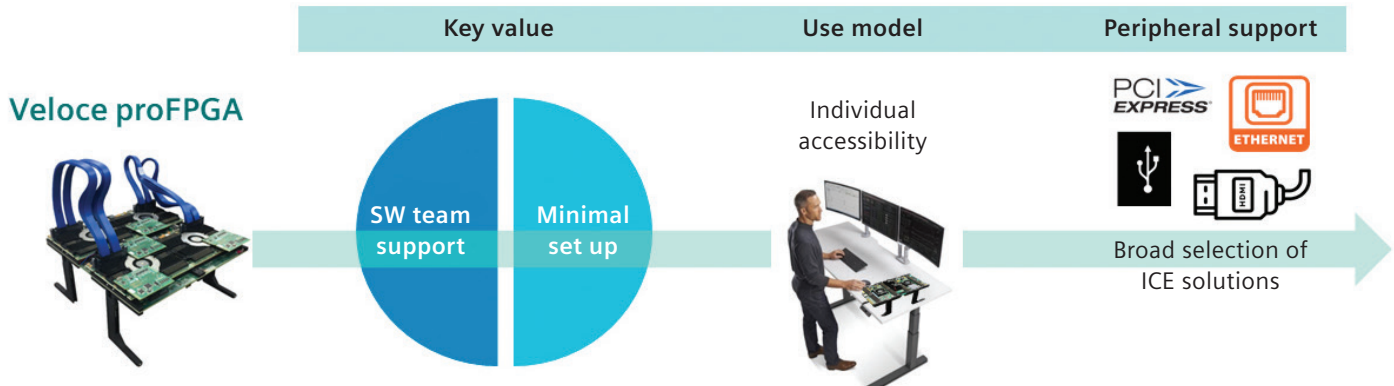 Key value
Use model
Peripheral support
Veloce proFPGA
SW team
support
Minimal
set up
Individual
accessibility
PCI
EXPRESS®
ETHERNET
HDMI
Broad selection of
ICE solutions